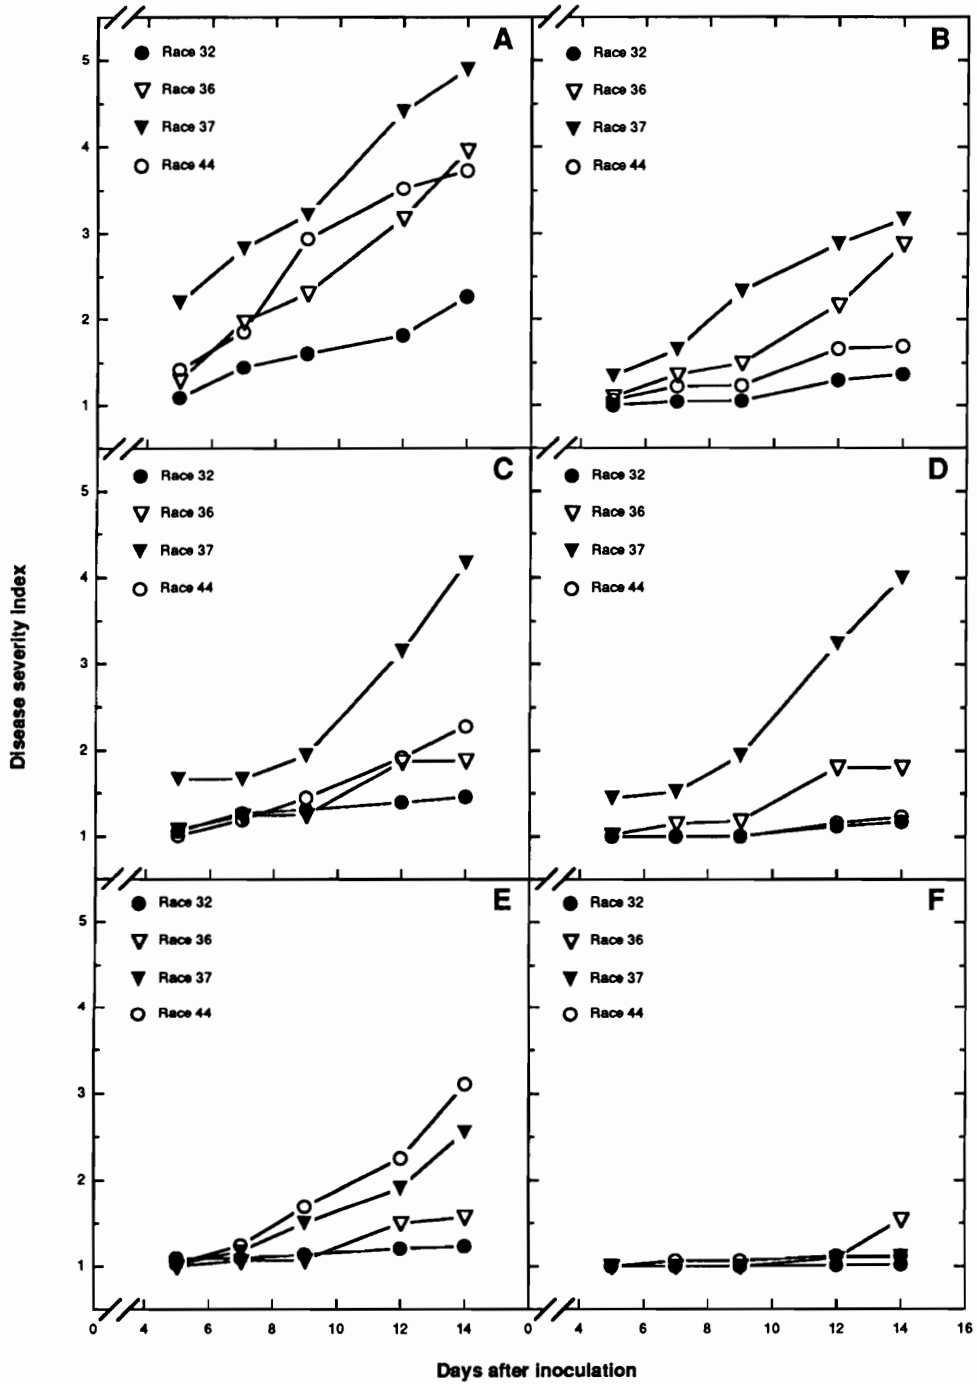 A
Race 32
Race 36
Race 37
Race 44
5
4
3
2
1
B
Race 32
Race 36
Race 37
Race 44
C
Race 32
Race 36
Race 37
Race 44
5
4
3
2
1
D
Race 32
Race 36
Race 37
Race 44
E
Race 32
Race 36
Race 37
Race 44
5
4
3
2
1
F
Race 32
Race 36
Race 37
Race 44
0 4 6 8 10 12 14 0 4 6 8 10 12 14 16
Disease severity index
Days after inoculation